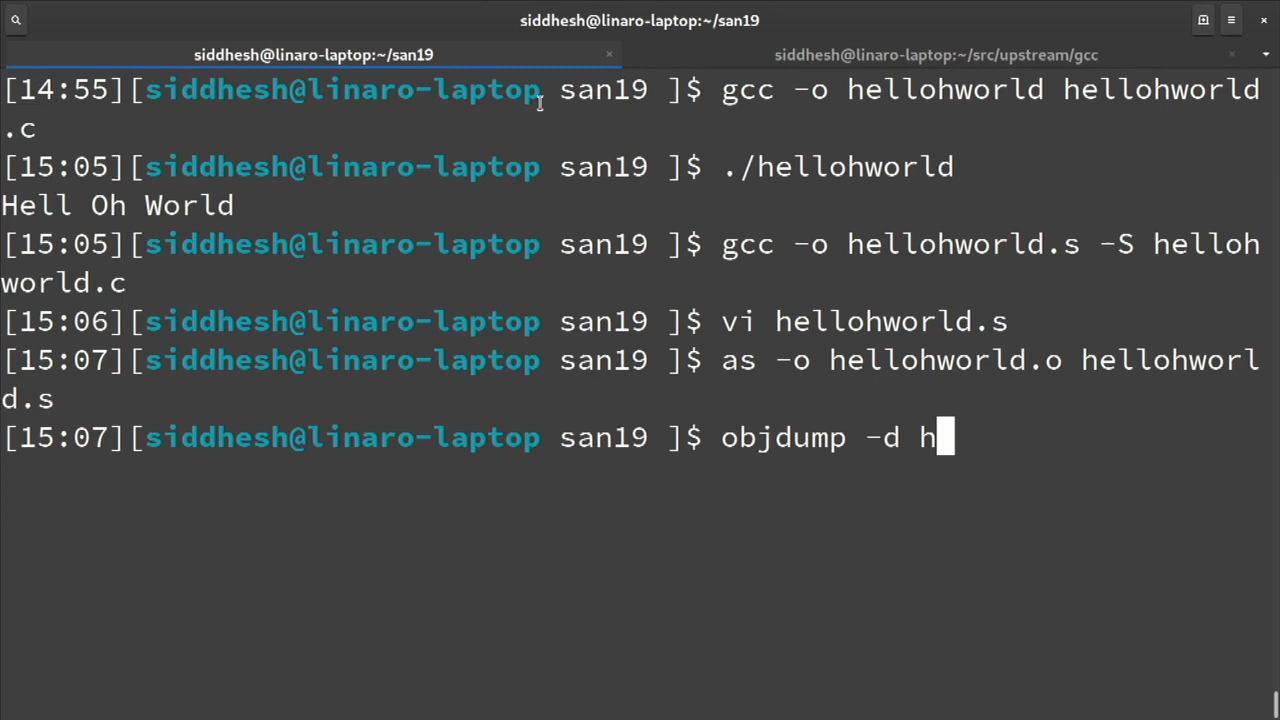 siddhesh@linaro-laptop:~/san19
siddhesh@linaro-laptop:~/san19 siddhesh@linaro-laptop:~/src/upstream/gcc
[14:55][siddhesh@linaro-laptop san19 ]$ gcc -o hellohworld hellohworld
.c
[15:05][siddhesh@linaro-laptop san19 ]$ ./hellohworld
Hell Oh World
[15:05][siddhesh@linaro-laptop san19 ]$ gcc -o hellohworld.s -S helloh
world.c
[15:06][siddhesh@linaro-laptop san19 ]$ vi hellohworld.s
[15:07][siddhesh@linaro-laptop san19 ]$ as -o hellohworld.o hellohworl
d.s
[15:07][siddhesh@linaro-laptop san19 ]$ objdump -d h